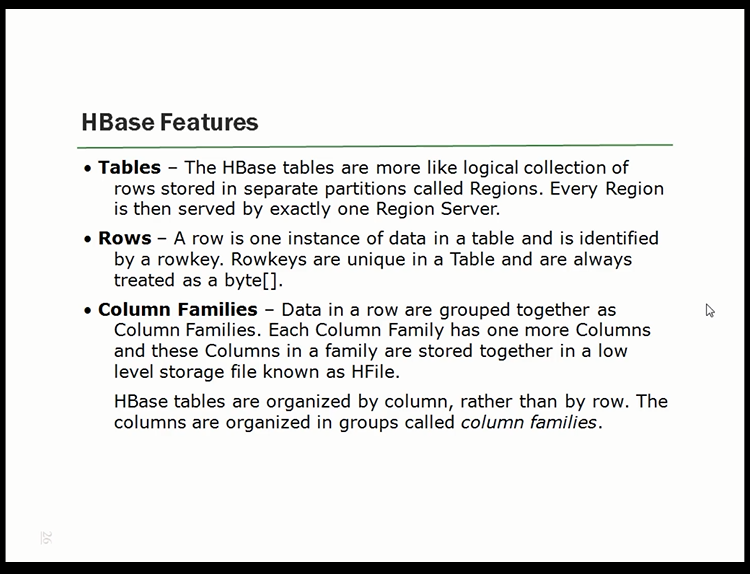 HBase Features
• Tables – The HBase tables are more like logical collection of
rows stored in separate partitions called Regions. Every Region
is then served by exactly one Region Server.
• Rows – A row is one instance of data in a table and is identified
by a rowkey. Rowkeys are unique in a Table and are always
treated as a byte[].
• Column Families – Data in a row are grouped together as
Column Families. Each Column Family has one more Columns
and these Columns in a family are stored together in a low
level storage file known as HFile.
HBase tables are organized by column, rather than by row. The
columns are organized in groups called column families.
26